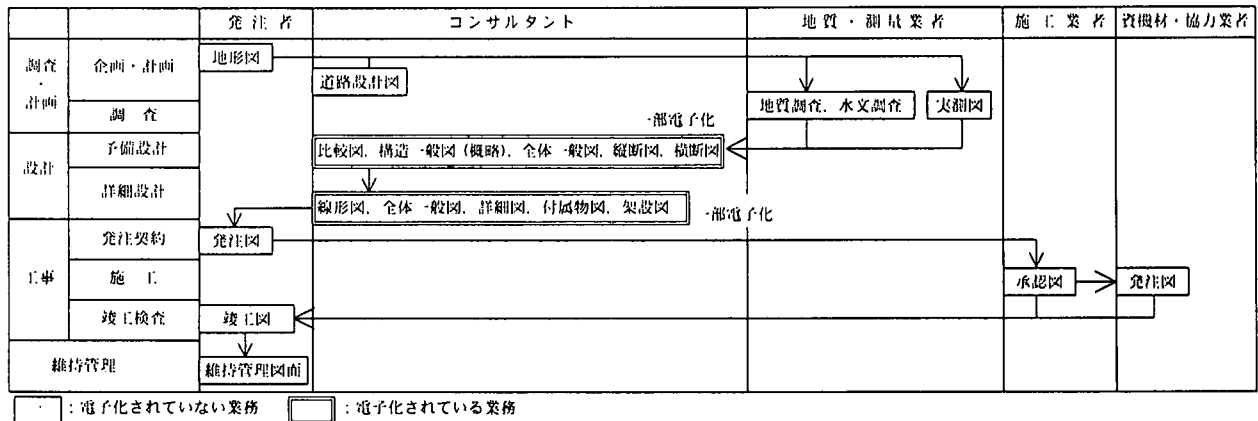 発注者 コンサルタント 地質・測量業者 施工業者 資機材・協力業者
調査・計画 企画・計画 地形図
道路設計図
調査 地質調査，水文調査 実測図
一部電子化
設計 予備設計 比較図，構造一般図(概略)，全体一般図，縦断図，横断図
詳細設計 線形図，全体一般図，詳細図，付属物図，架設図
一部電子化
工事 発注契約 発注図
施工 承認図 発注図
竣工検査 竣工図
維持管理 維持管理図面
：電子化されていない業務 ：電子化されている業務